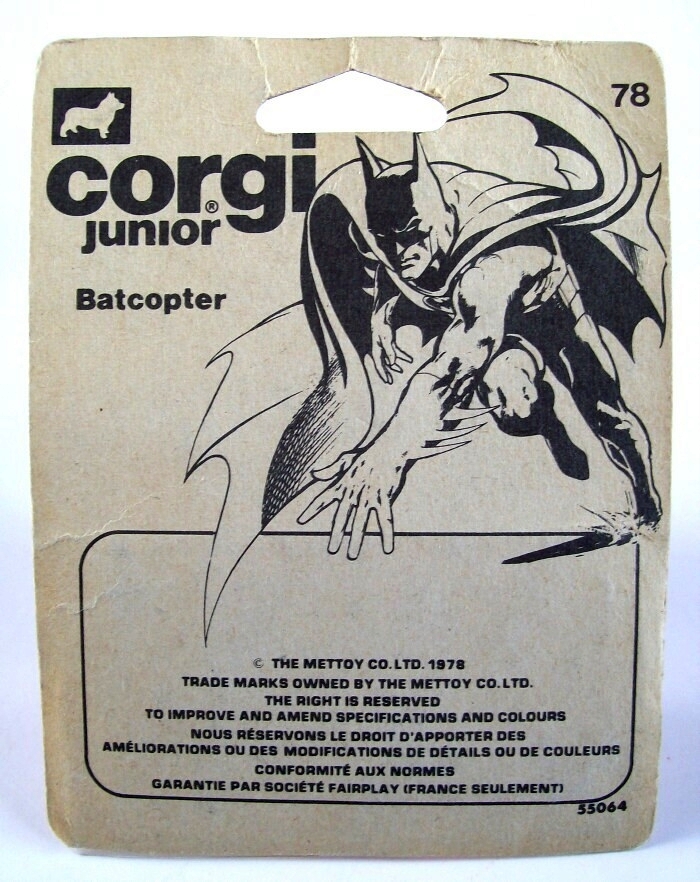 78
corgi®
junior
Batcopter
© THE METTOY CO. LTD. 1978
TRADE MARKS OWNED BY THE METTOY CO. LTD.
THE RIGHT IS RESERVED
TO IMPROVE AND AMEND SPECIFICATIONS AND COLOURS
NOUS RÉSERVONS LE DROIT D'APPORTER DES
AMÉLIORATIONS OU DES MODIFICATIONS DE DÉTAILS OU DE COULEURS
CONFORMITÉ AUX NORMES
GARANTIE PAR SOCIÉTÉ FAIRPLAY (FRANCE SEULEMENT)
55064